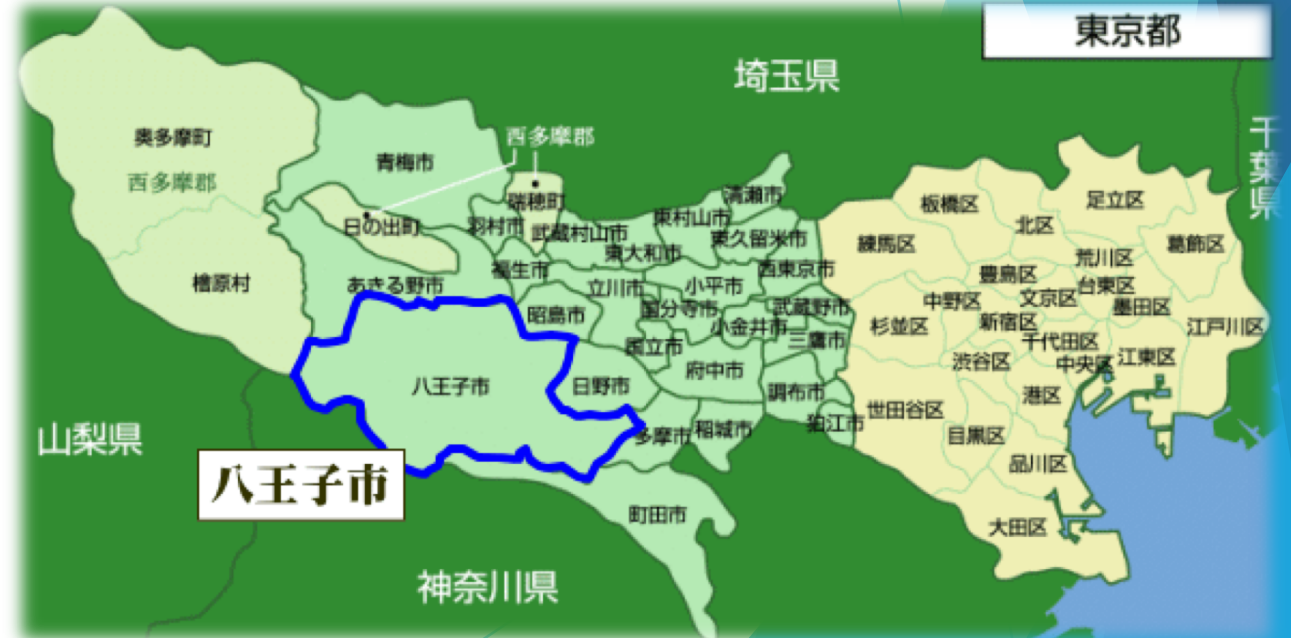 東京都
埼玉県
千葉県
奥多摩町
西多摩郡
青梅市
西多摩郡
瑞穂町
清瀬市
板橋区
足立区
日の出町
羽村市
武蔵村山市
東村山市
東久留米市
北区
練馬区
葛飾区
東大和市
荒川区
檜原村
あきる野市
福生市
立川市
小平市
西東京市
豊島区
台東区
昭島市
国分寺市
武蔵野市
中野区
文京区
墨田区
小金井市
杉並区
新宿区
江戸川区
国立市
三鷹市
千代田区
八王子市
日野市
府中市
渋谷区
中央区
江東区
調布市
港区
世田谷区
狛江市
多摩市
稲城市
目黒区
山梨県
品川区
八王子市
町田市
大田区
神奈川県